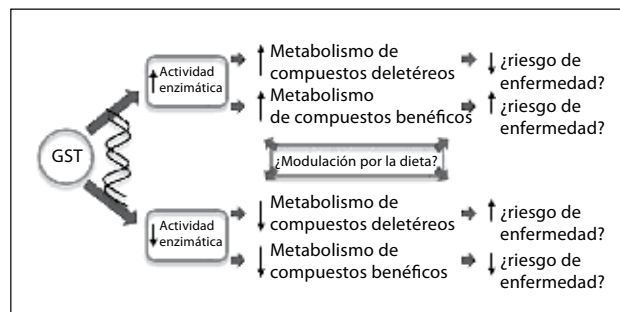 GST
↑ Actividad
enzimática
↑ Metabolismo de
compuestos deletéreos
↓ ¿riesgo de
enfermedad?
↑ Metabolismo
de compuestos benéficos
↑ ¿riesgo de
enfermedad?
¿Modulación por la dieta?
↓ Actividad
enzimática
↓ Metabolismo de
compuestos deletéreos
↑ ¿riesgo de
enfermedad?
↓ Metabolismo de
compuestos benéficos
↓ ¿riesgo de
enfermedad?